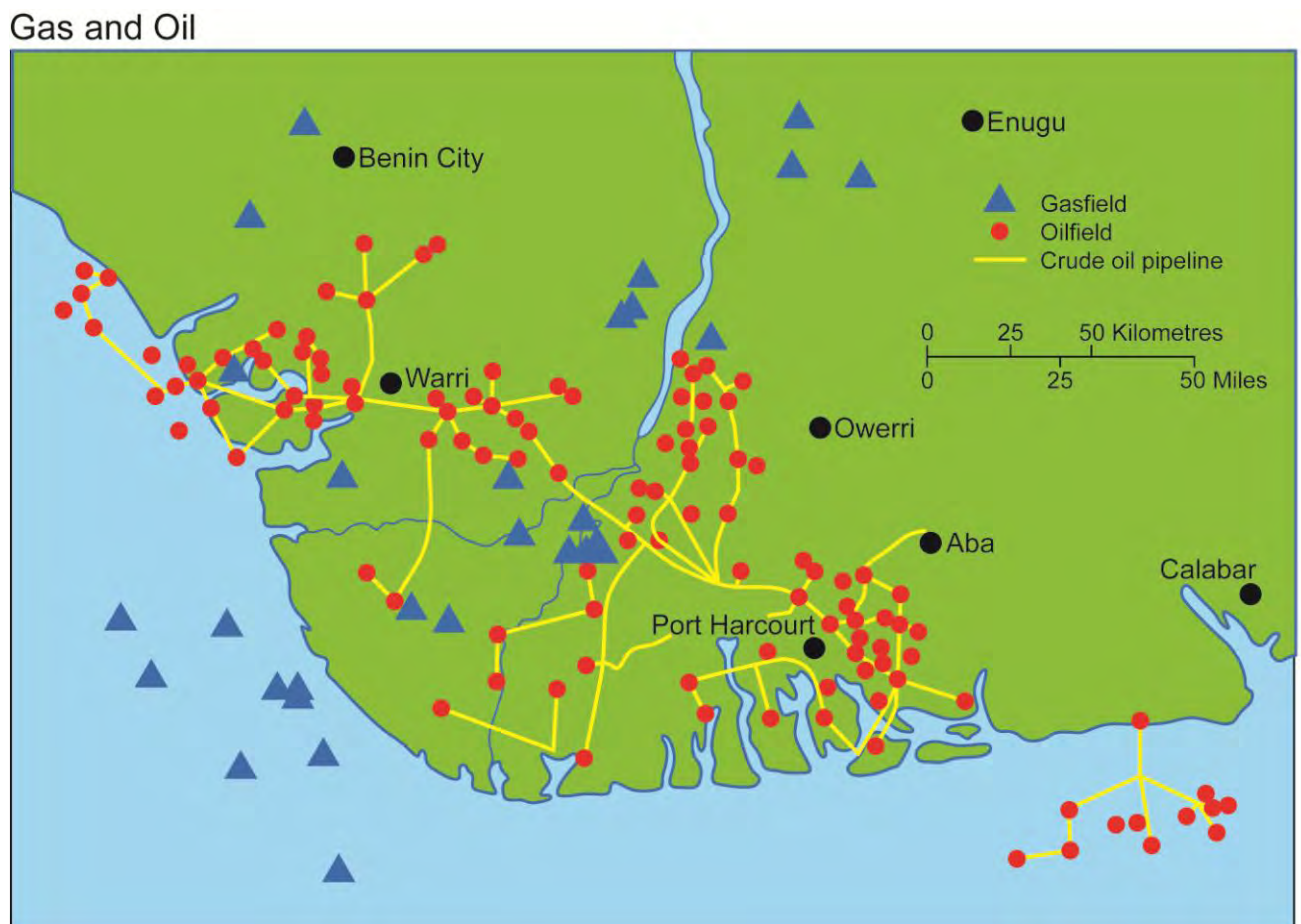 Gas and Oil
Enugu
Benin City
Gasfield
Oilfield
Crude oil pipeline
0 25 50 Kilometres
0 25 50 Miles
Warri
Owerri
Aba
Calabar
Port Harcourt